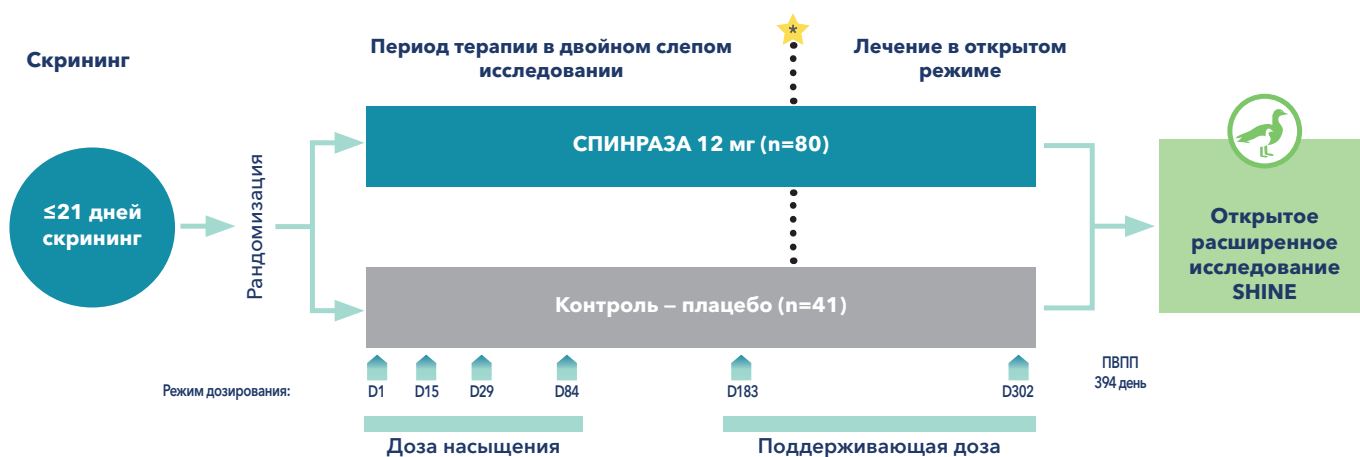 Скрининг
Период терапии в двойном слепом
исследовании
*
Лечение в открытом
режиме
≤21 дней
скрининг
Рандомизация
СПИНРАЗА 12 мг (n=80)
Контроль – плацебо (n=41)
Открытое
расширенное
исследование
SHINE
Режим дозирования:
D1
D15
D29
D84
D183
D302
ПВПП
394 день
Доза насыщения
Поддерживающая доза